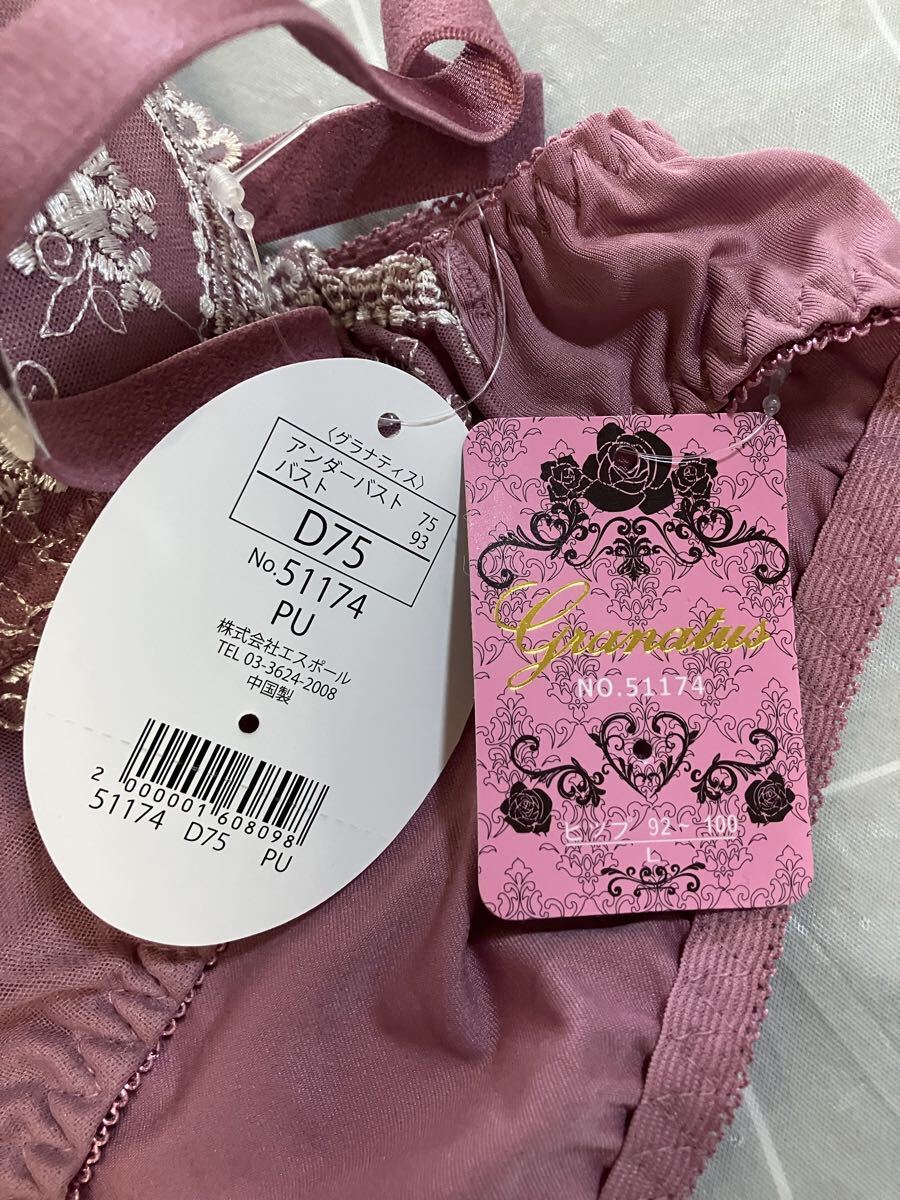 〈グラナティス〉
アンダーバスト 75
バスト 93
D75
No.51174
PU
株式会社エスポール
TEL 03-3624-2008
中国製
2 000001 608098
51174 D75 PU
Granatus
NO.51174
ヒップ 92～100
L